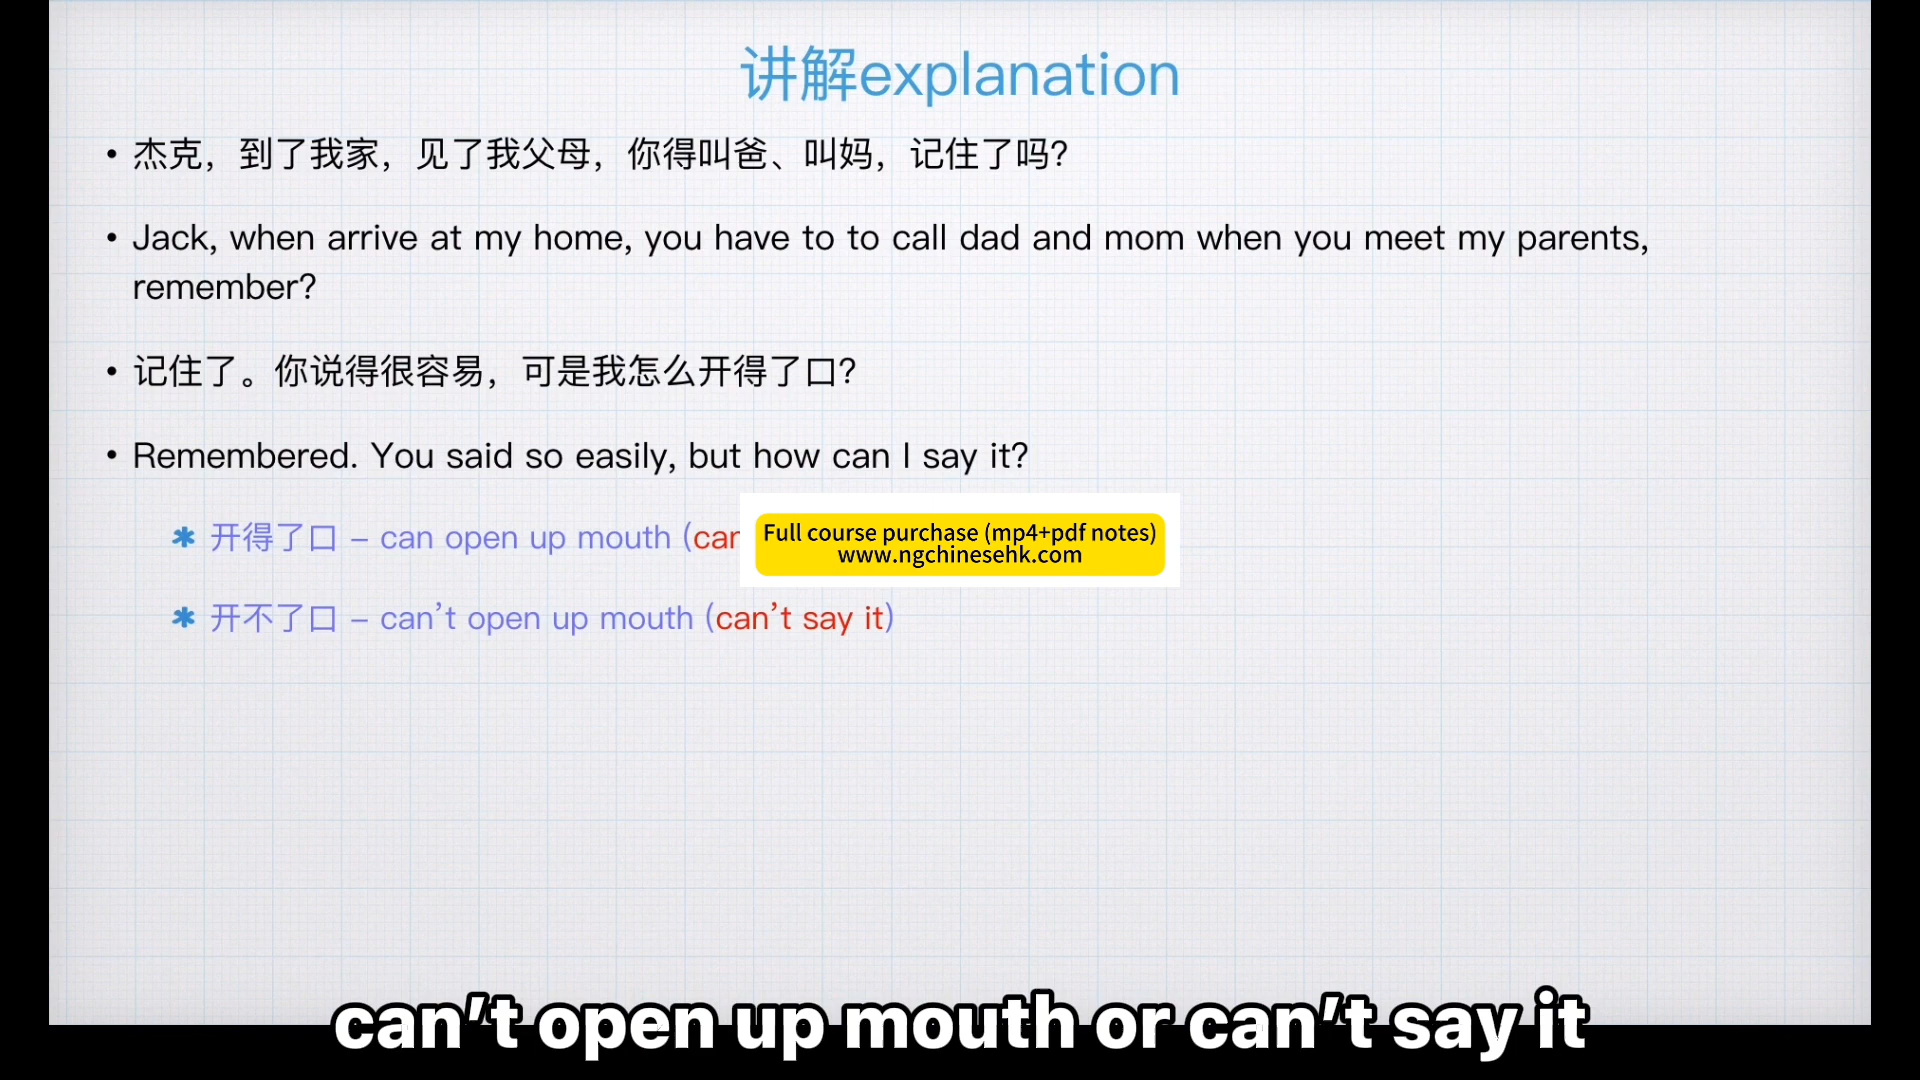 讲解explanation
• 杰克，到了我家，见了我父母，你得叫爸、叫妈，记住了吗？
• Jack, when arrive at my home, you have to to call dad and mom when you meet my parents,
remember?
• 记住了。你说得很容易，可是我怎么开得了口？
• Remembered. You said so easily, but how can I say it?
✱ 开得了口 – can open up mouth (can
Full course purchase (mp4+pdf notes)
www.ngchinesehk.com
✱ 开不了口 – can’t open up mouth (can’t say it)
can’t open up mouth or can’t say it